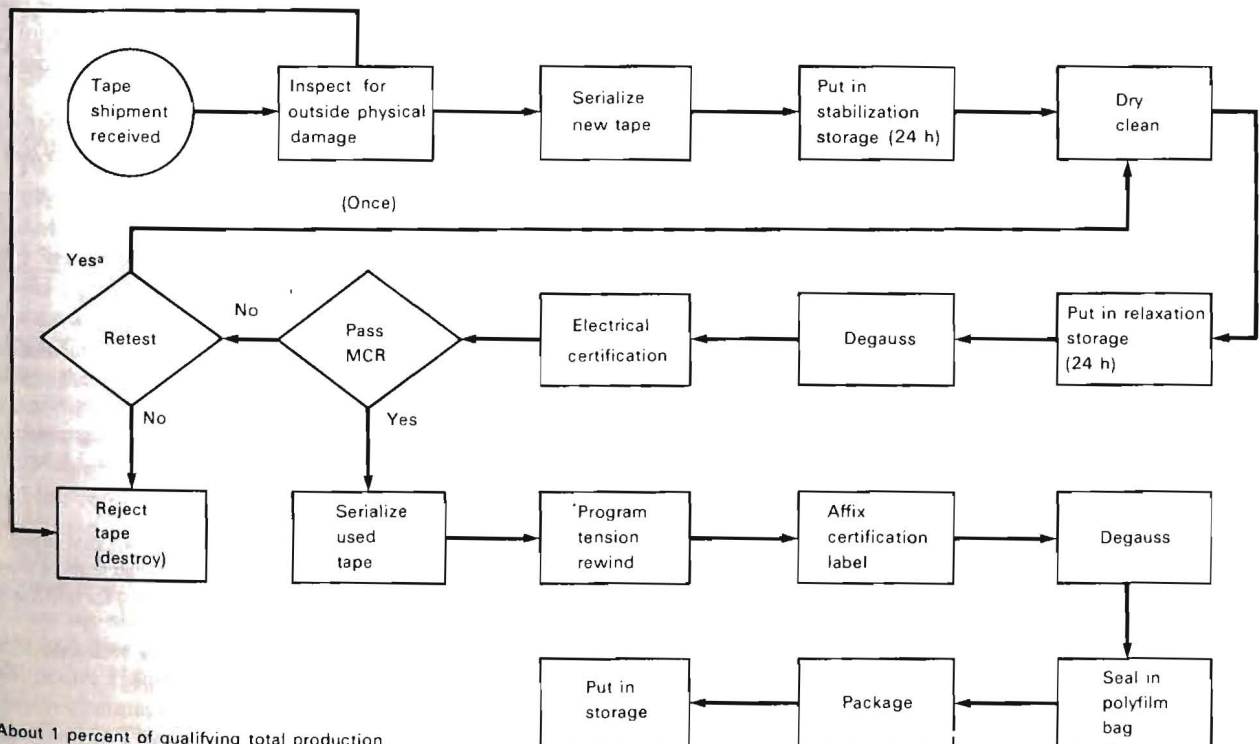 Tape
shipment
received
Inspect for
outside physical
damage
Serialize
new tape
Put in
stabilization
storage (24 h)
Dry
clean
(Once)
Yesᵃ
Retest
No
Pass
MCR
Electrical
certification
Degauss
Put in relaxation
storage
(24 h)
No
Yes
Reject
tape
(destroy)
Serialize
used
tape
Program
tension
rewind
Affix
certification
label
Degauss
Put in
storage
Package
Seal in
polyfilm
bag
About 1 percent of qualifying total production